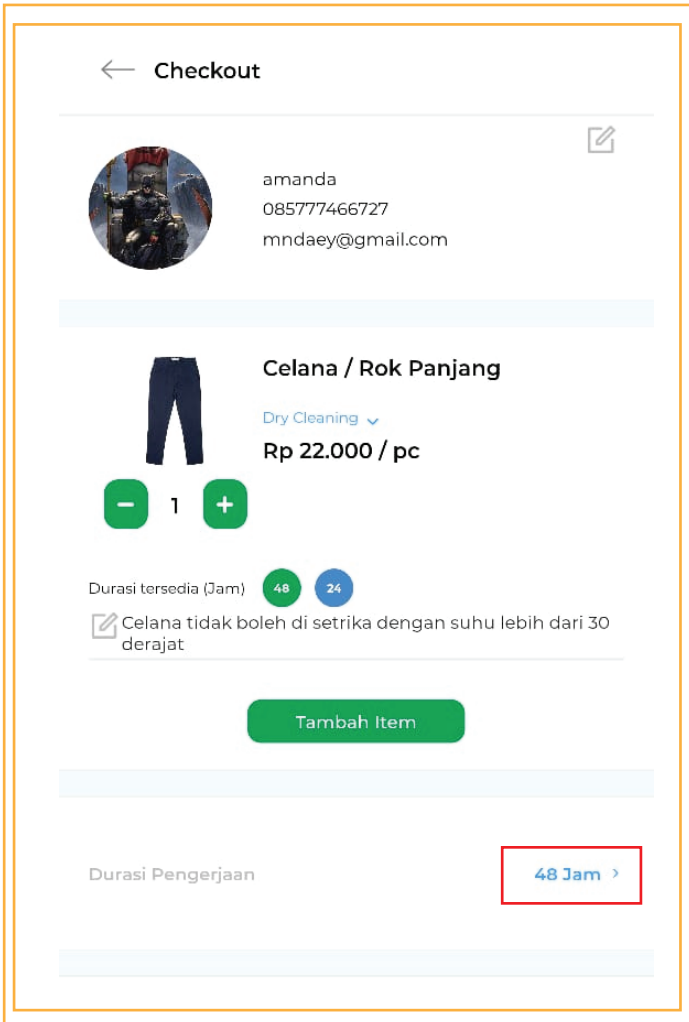 Checkout
amanda
085777466727
mndaey@gmail.com
Celana / Rok Panjang
Dry Cleaning
Rp 22.000 / pc
1
Durasi tersedia (Jam) 48 24
Celana tidak boleh di setrika dengan suhu lebih dari 30
derajat
Tambah Item
Durasi Pengerjaan 48 Jam